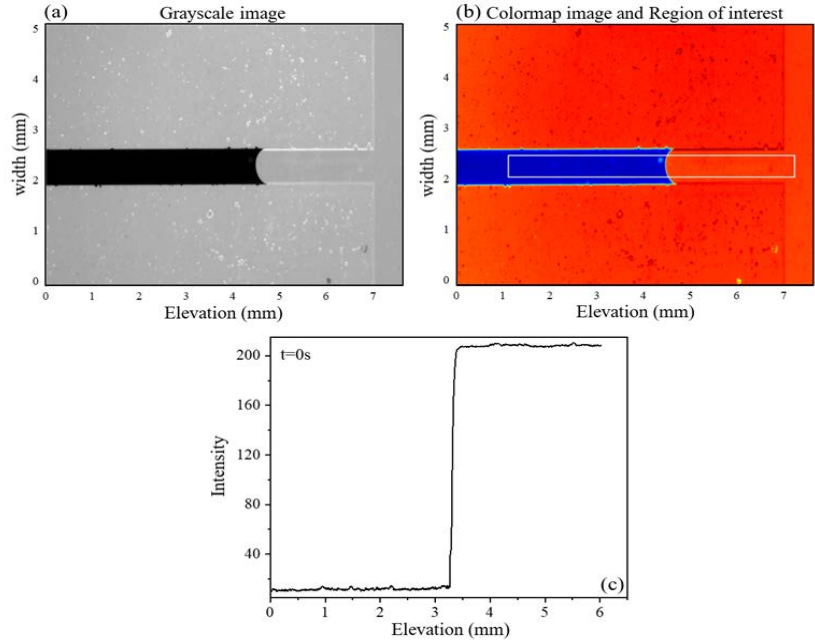 (a) Grayscale image
5
4
3
2
1
0
width (mm)
0 1 2 3 4 5 6 7
Elevation (mm)
(b) Colormap image and Region of interest
5
4
3
2
1
0
width (mm)
0 1 2 3 4 5 6 7
Elevation (mm)
t=0s
200
160
120
80
40
Intensity
(c)
0 1 2 3 4 5 6
Elevation (mm)